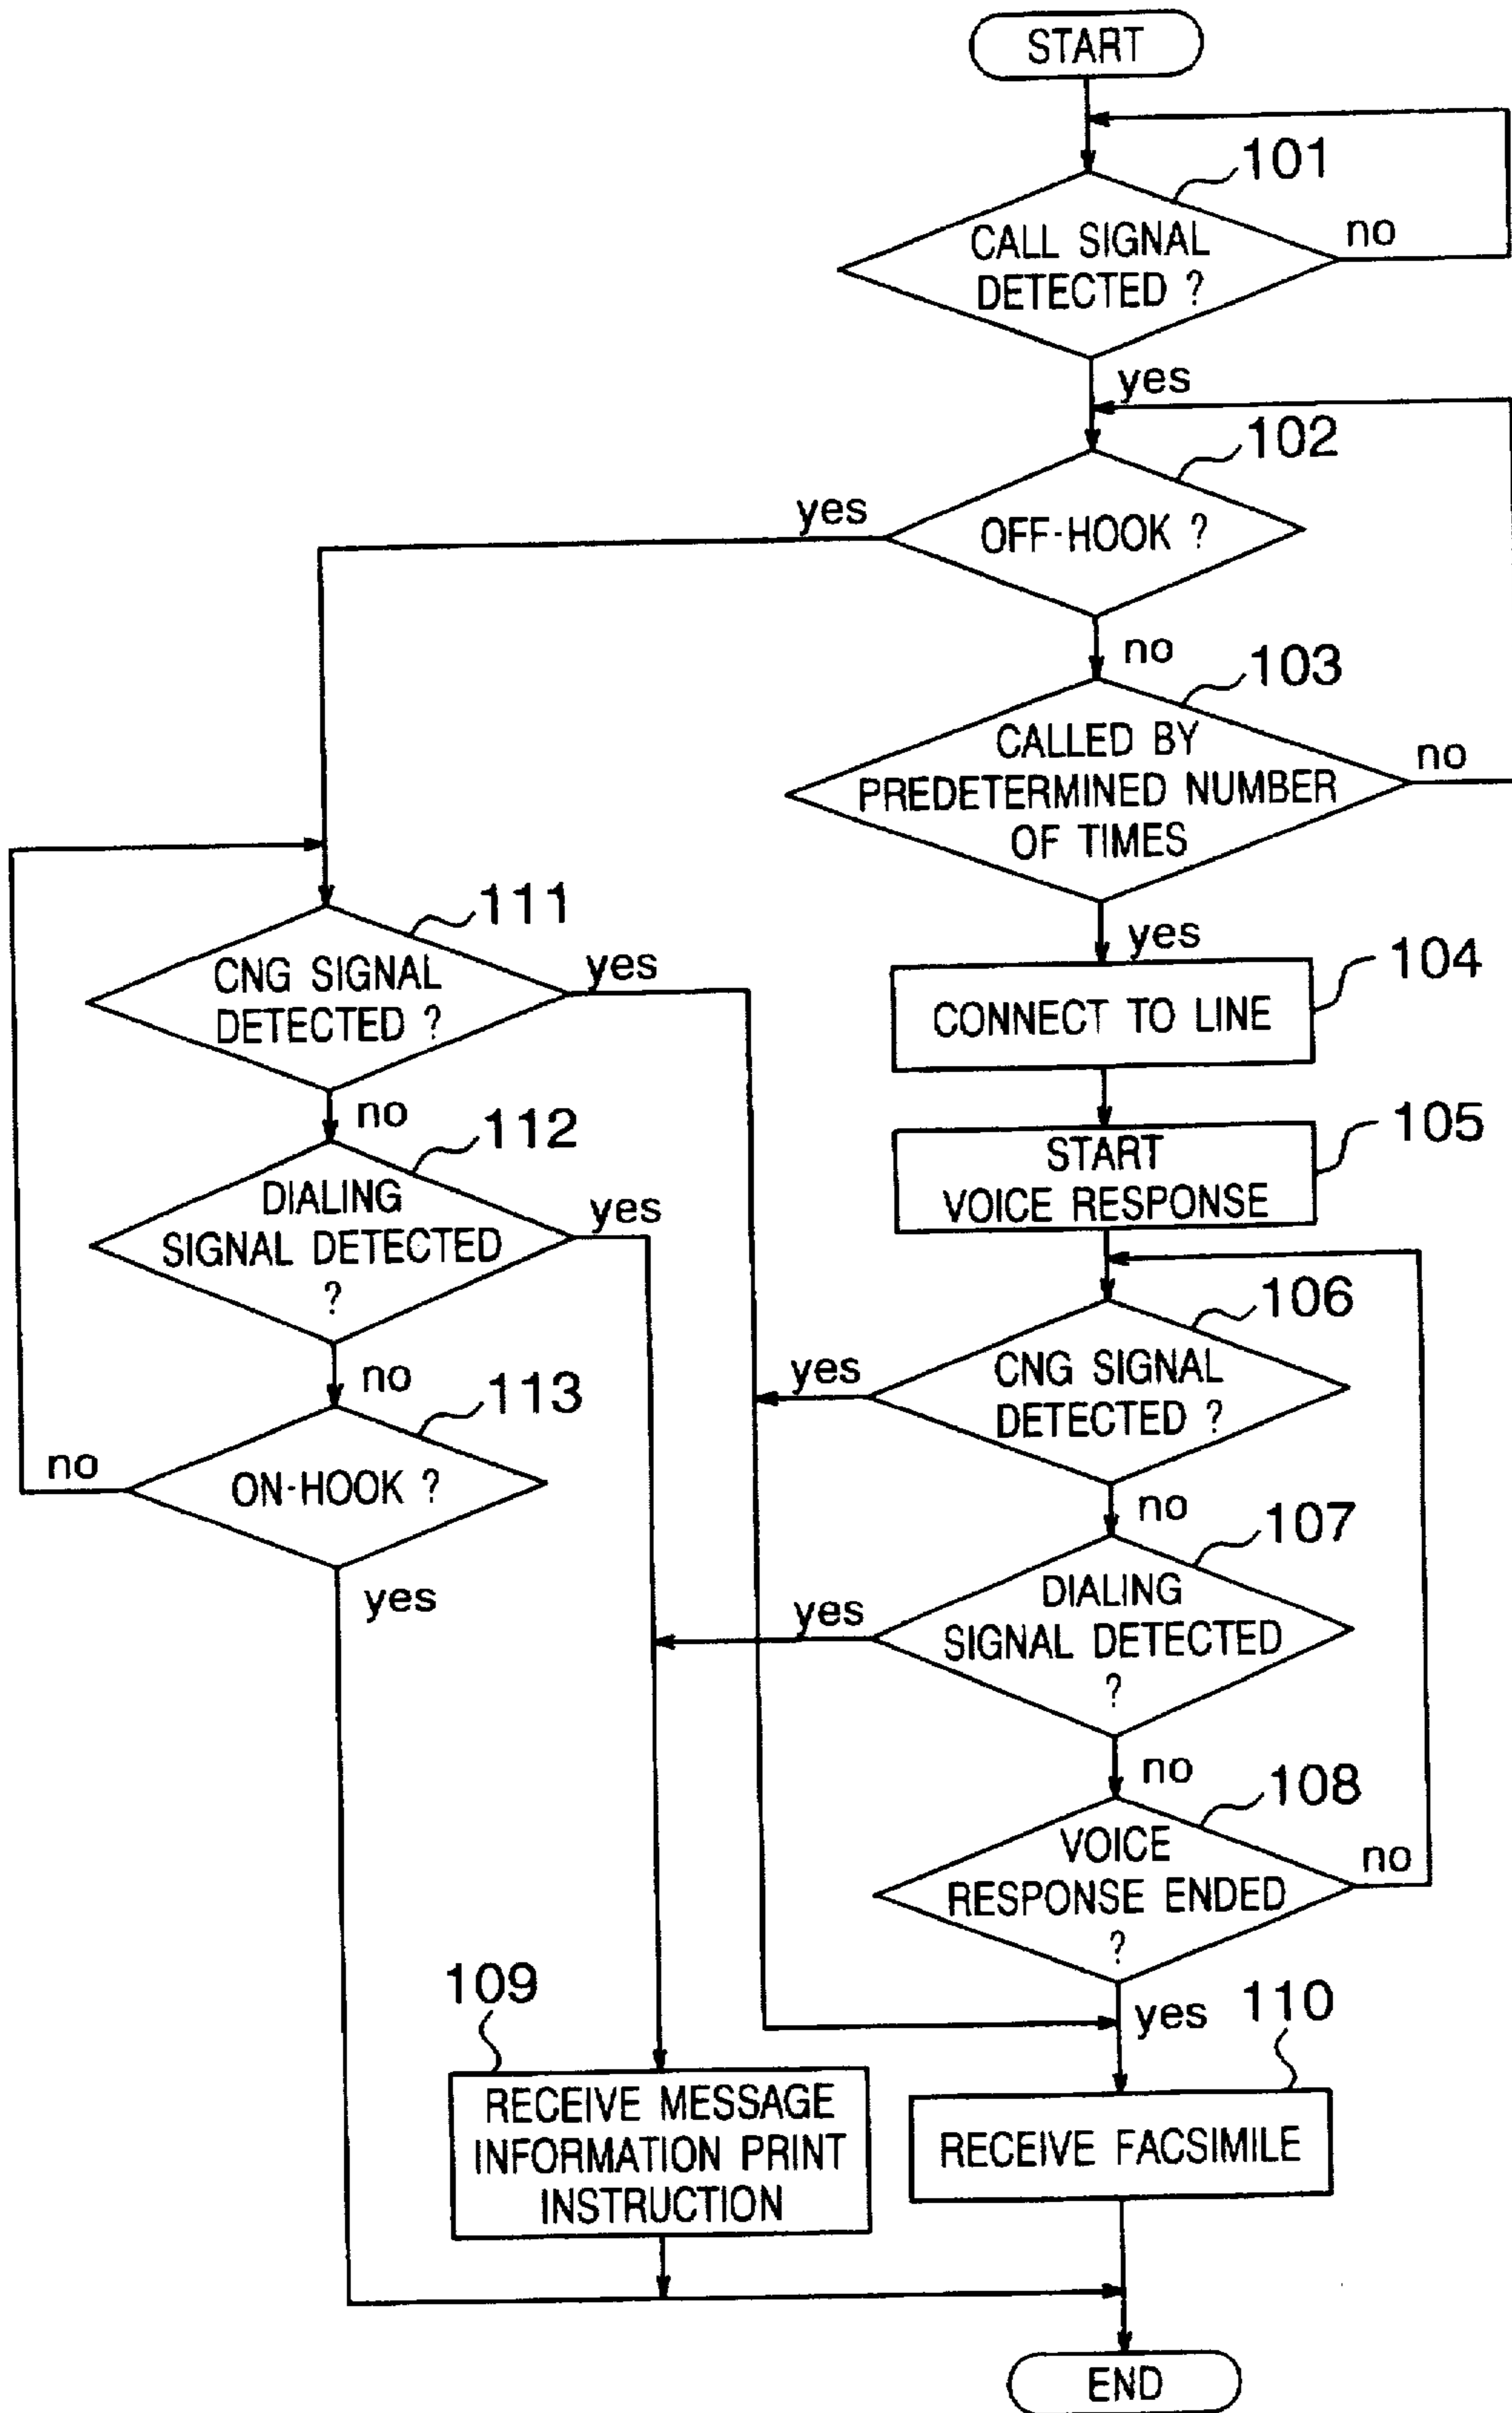 START
101
CALL SIGNAL
DETECTED ?
no
yes
102
OFF-HOOK ?
yes
no
103
CALLED BY
PREDETERMINED NUMBER
OF TIMES
no
yes
104
CONNECT TO LINE
105
START
VOICE RESPONSE
106
CNG SIGNAL
DETECTED ?
yes
no
107
DIALING
SIGNAL DETECTED
?
yes
no
108
VOICE
RESPONSE ENDED
?
no
yes
110
RECEIVE FACSIMILE
111
CNG SIGNAL
DETECTED ?
yes
no
112
DIALING
SIGNAL DETECTED
?
yes
no
113
ON-HOOK ?
no
yes
109
RECEIVE MESSAGE
INFORMATION PRINT
INSTRUCTION
END